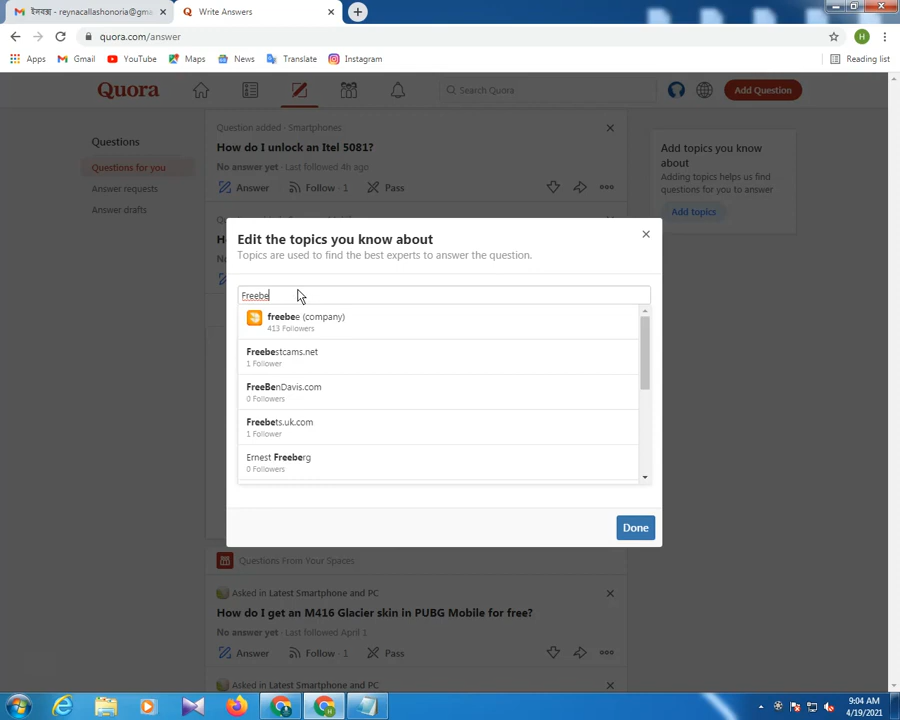 ইনবক্স - reynacallashonoria@gma
Write Answers
quora.com/answer
Apps
Gmail
YouTube
Maps
News
Translate
Instagram
Reading list
H
Quora
Search Quora
Add Question
Questions
Questions for you
Answer requests
Answer drafts
Question added · Smartphones
How do I unlock an Itel 5081?
No answer yet · Last followed 4h ago
Answer
Follow · 1
Pass
Add topics you know
about
Adding topics helps us find
questions for you to answer
Add topics
Edit the topics you know about
Topics are used to find the best experts to answer the question.
Freebe
freebee (company)
413 Followers
Freebestcams.net
1 Follower
FreeBenDavis.com
0 Followers
Freebets.uk.com
1 Follower
Ernest Freeberg
0 Followers
Done
Questions From Your Spaces
Asked in Latest Smartphone and PC
How do I get an M416 Glacier skin in PUBG Mobile for free?
No answer yet · Last followed April 1
Answer
Follow · 1
Pass
Asked in Latest Smartphone and PC
9:04 AM
4/19/2021